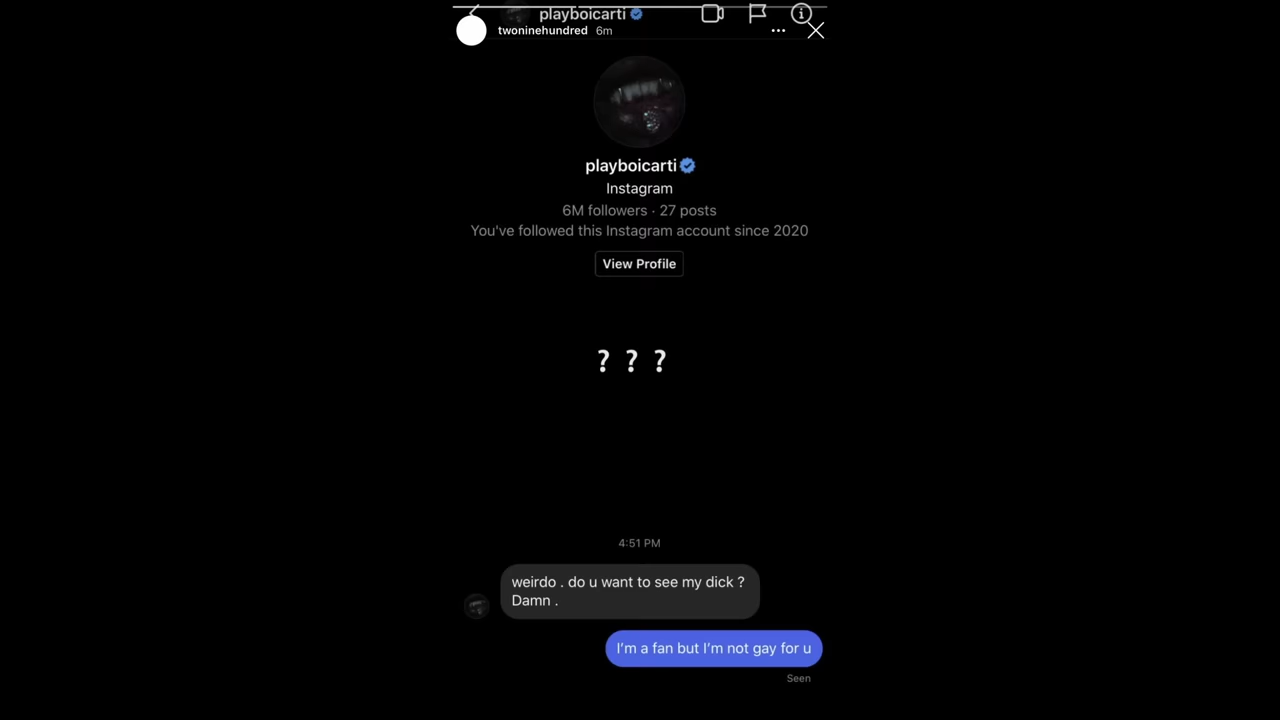 playboicarti
twoninehundred 6m
playboicarti
Instagram
6M followers · 27 posts
You've followed this Instagram account since 2020
View Profile
? ? ?
4:51 PM
weirdo . do u want to see my dick ?
Damn .
I'm a fan but I'm not gay for u
Seen